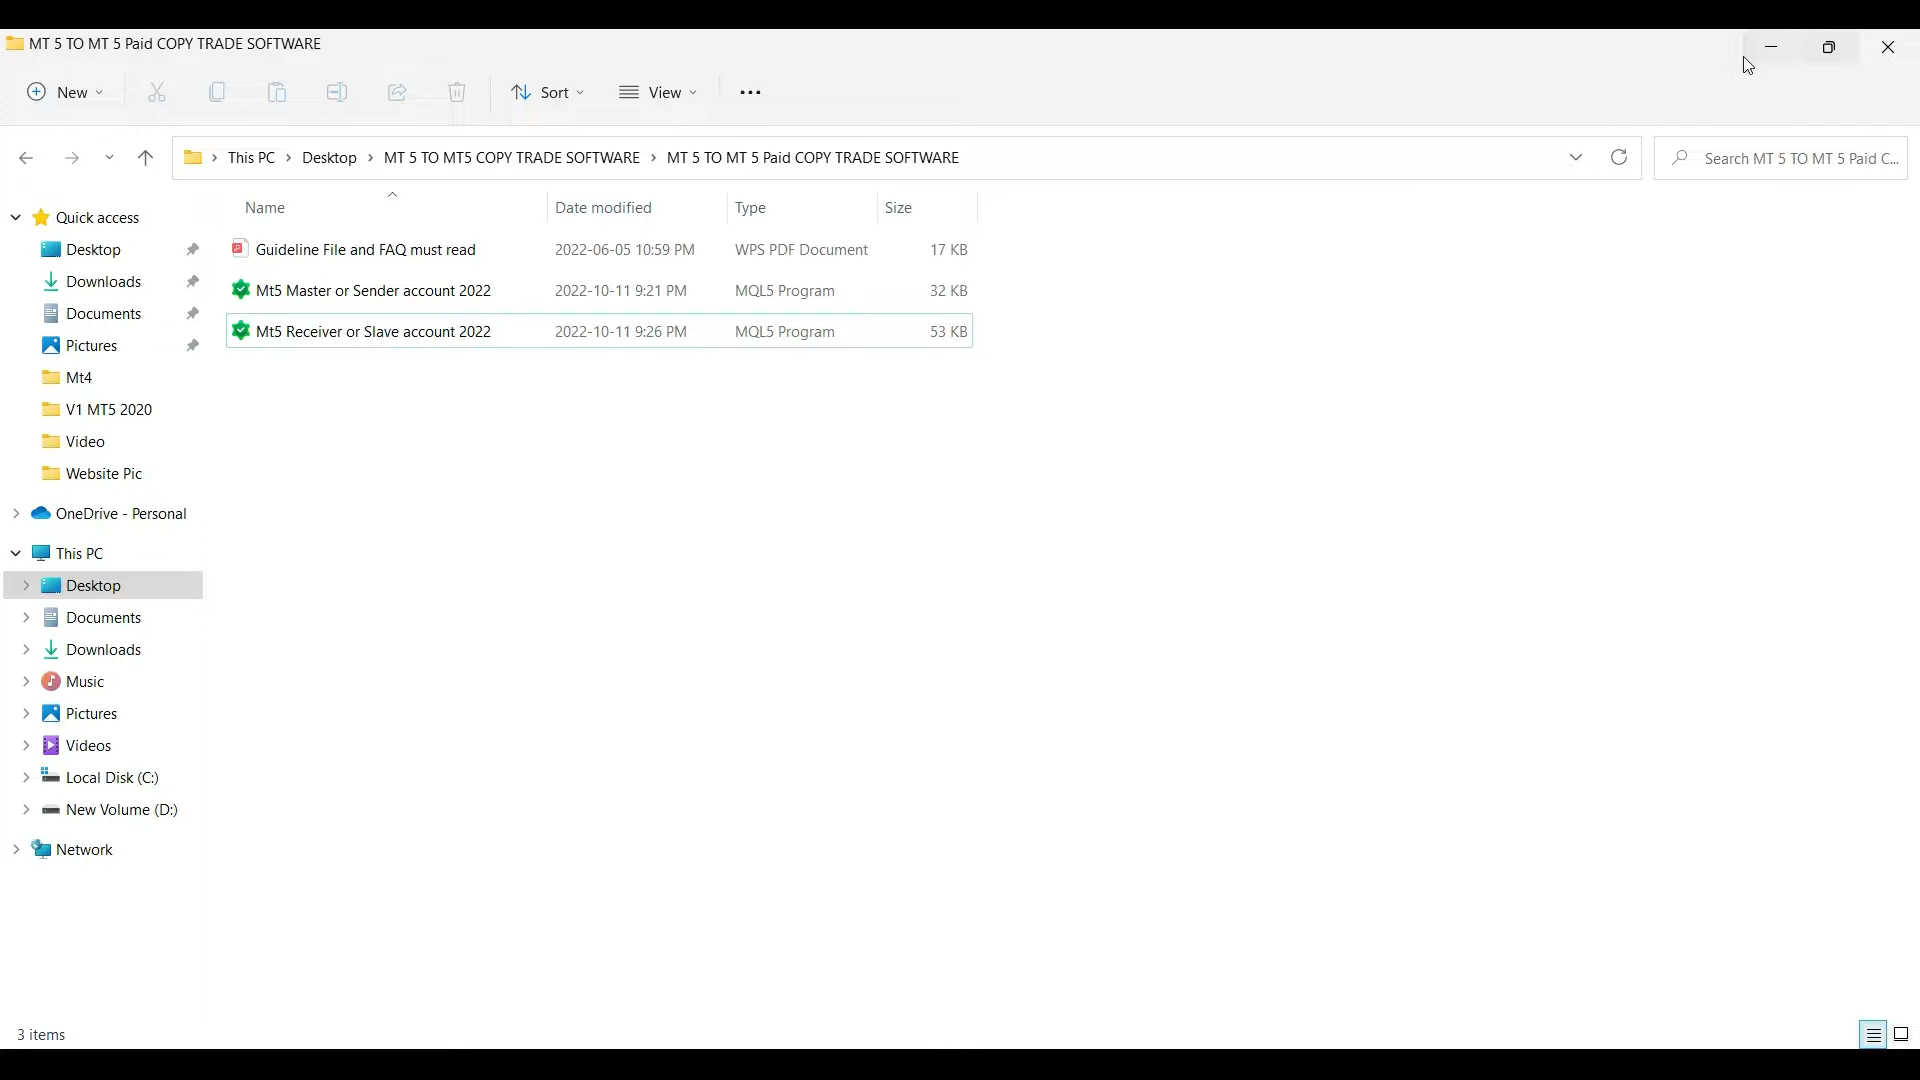 MT 5 TO MT 5 Paid COPY TRADE SOFTWARE
New
Sort
View
This PC > Desktop > MT 5 TO MT5 COPY TRADE SOFTWARE > MT 5 TO MT 5 Paid COPY TRADE SOFTWARE
Search MT 5 TO MT 5 Paid C...
Name Date modified Type Size
Guideline File and FAQ must read 2022-06-05 10:59 PM WPS PDF Document 17 KB
Mt5 Master or Sender account 2022 2022-10-11 9:21 PM MQL5 Program 32 KB
Mt5 Receiver or Slave account 2022 2022-10-11 9:26 PM MQL5 Program 53 KB
Quick access
Desktop
Downloads
Documents
Pictures
Mt4
V1 MT5 2020
Video
Website Pic
OneDrive - Personal
This PC
Desktop
Documents
Downloads
Music
Pictures
Videos
Local Disk (C:)
New Volume (D:)
Network
3 items